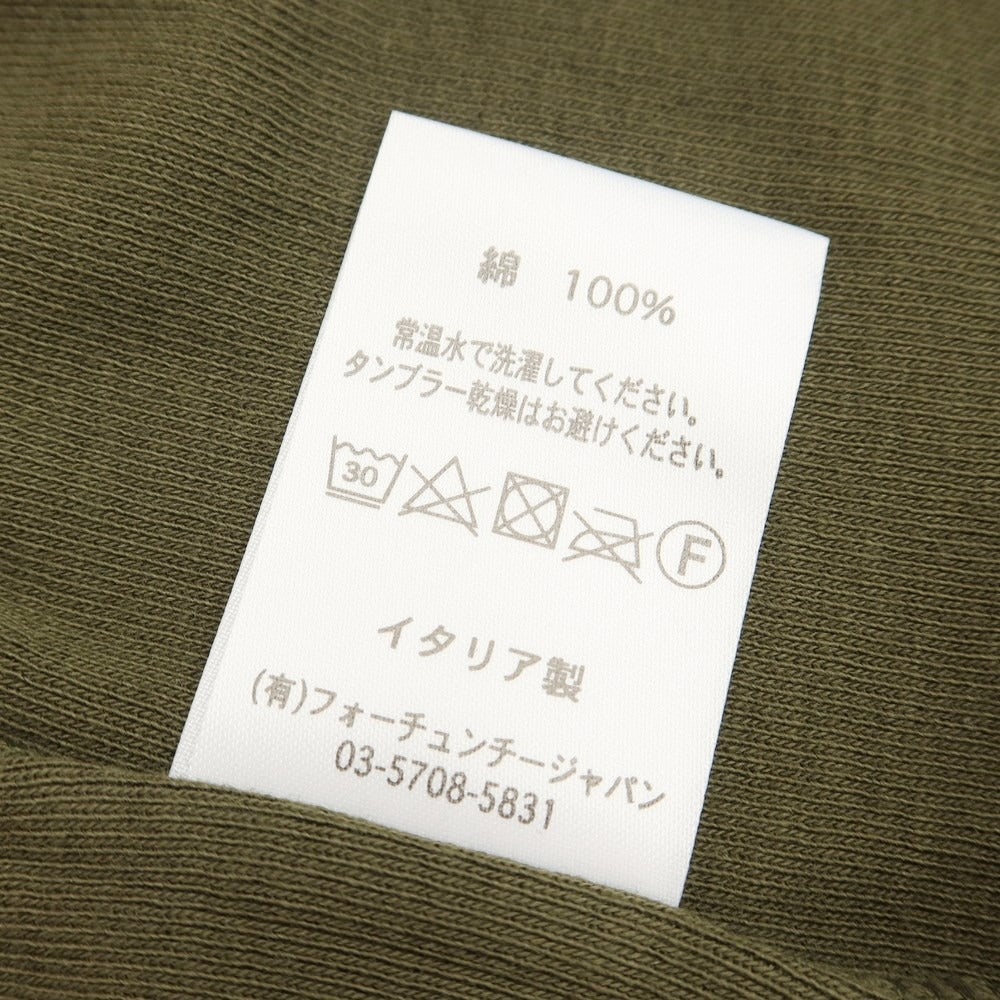 綿　100%
常温水で洗濯してください。
タンブラー乾燥はお避けください。
30 F
イタリア製
(有)フォーチュンチージャパン
03-5708-5831